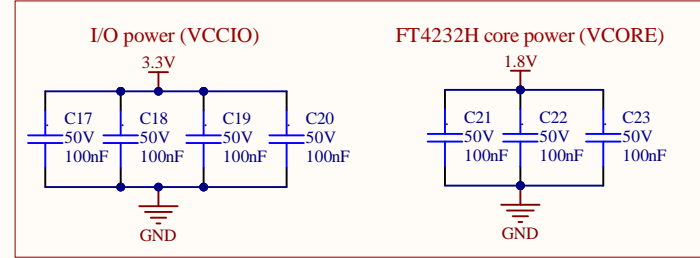 I/O power (VCCIO)
3.3V
C17
50V
100nF
C18
50V
100nF
C19
50V
100nF
C20
50V
100nF
GND
FT4232H core power (VCORE)
1.8V
C21
50V
100nF
C22
50V
100nF
C23
50V
100nF
GND